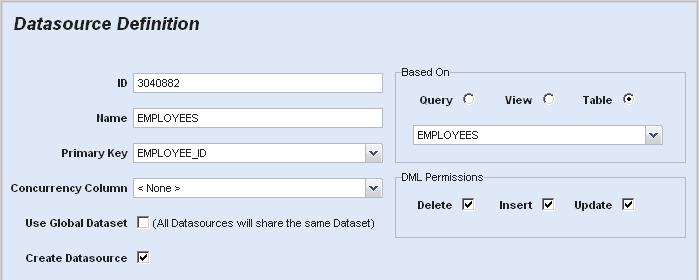 Datasource Definition
ID 3040882
Name EMPLOYEES
Primary Key EMPLOYEE_ID
Concurrency Column < None >
Use Global Dataset (All Datasources will share the same Dataset)
Create Datasource
Based On
Query View Table
EMPLOYEES
DML Permissions
Delete Insert Update